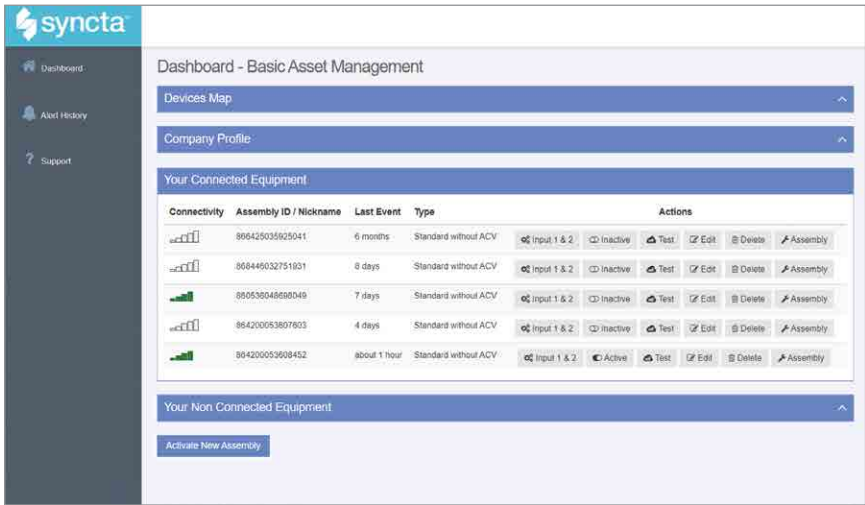 syncta
Dashboard
Alert History
? Support
Dashboard - Basic Asset Management
Devices Map
Company Profile
Your Connected Equipment
Connectivity Assembly ID / Nickname Last Event Type Actions
866425035925041 6 months Standard without ACV Input 1 & 2 Inactive Test Edit Delete Assembly
868446032751931 8 days Standard without ACV Input 1 & 2 Inactive Test Edit Delete Assembly
860536048698049 7 days Standard without ACV Input 1 & 2 Inactive Test Edit Delete Assembly
864200053607603 4 days Standard without ACV Input 1 & 2 Inactive Test Edit Delete Assembly
864200053608452 about 1 hour Standard without ACV Input 1 & 2 Active Test Edit Delete Assembly
Your Non Connected Equipment
Activate New Assembly